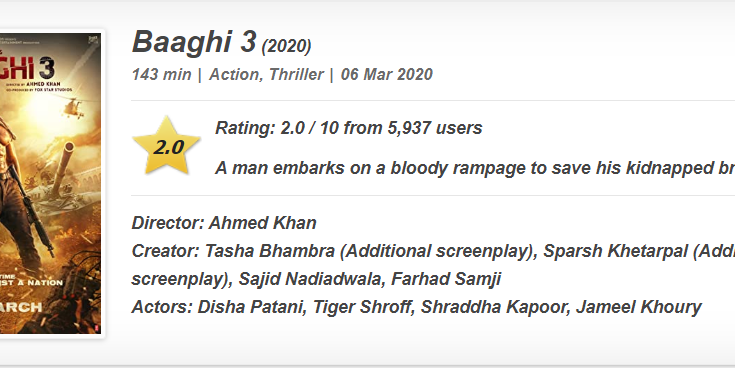 Baaghi 3 (2020)
143 min | Action, Thriller | 06 Mar 2020
GHI 3
DIRECTED BY AHMED KHAN
CO-PRODUCED BY FOX STAR STUDIOS
2.0
Rating: 2.0 / 10 from 5,937 users
A man embarks on a bloody rampage to save his kidnapped br
Director: Ahmed Khan
Creator: Tasha Bhambra (Additional screenplay), Sparsh Khetarpal (Addi
screenplay), Sajid Nadiadwala, Farhad Samji
Actors: Disha Patani, Tiger Shroff, Shraddha Kapoor, Jameel Khoury
TIME
ST A NATION
ARCH